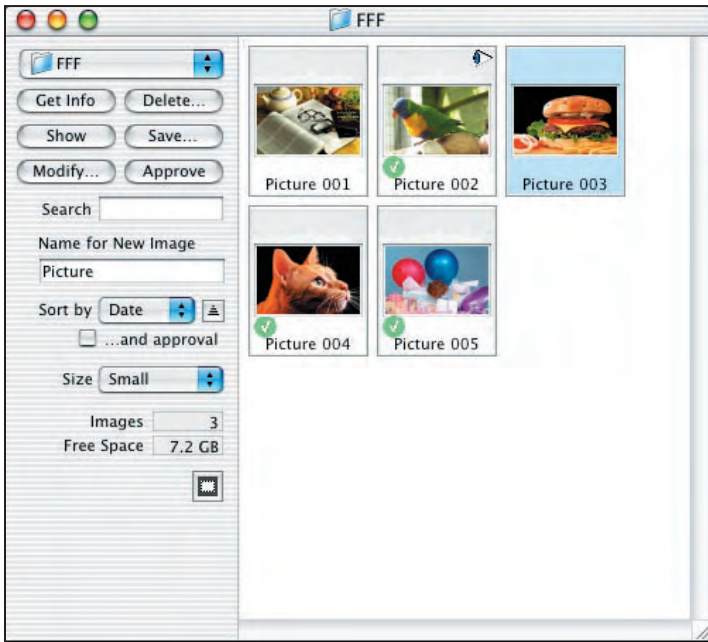 FFF
FFF
Get Info Delete...
Show Save...
Modify... Approve
Search
Name for New Image
Picture
Sort by Date
...and approval
Size Small
Images 3
Free Space 7.2 GB
Picture 001 Picture 002 Picture 003
Picture 004 Picture 005